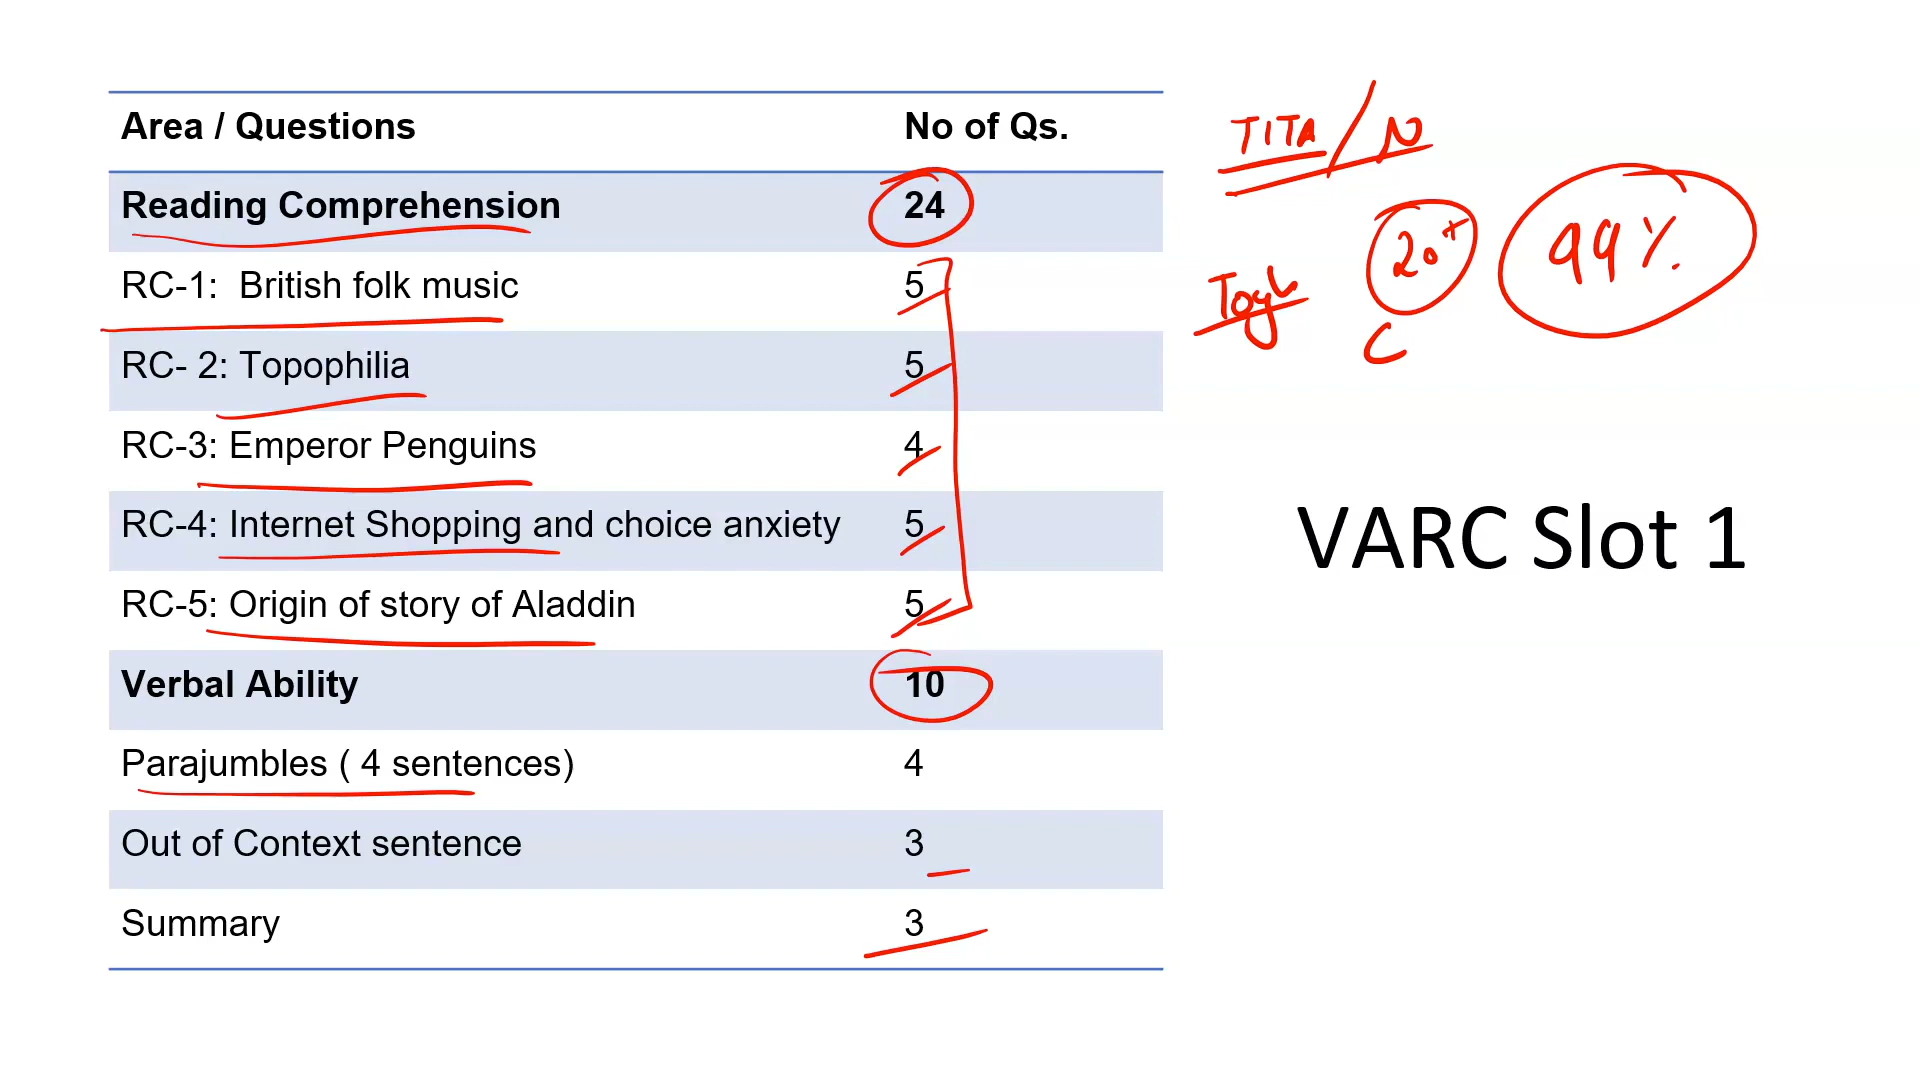 Area / Questions No of Qs.
Reading Comprehension 24
RC-1: British folk music 5
RC- 2: Topophilia 5
RC-3: Emperor Penguins 4
RC-4: Internet Shopping and choice anxiety 5
RC-5: Origin of story of Aladdin 5
Verbal Ability 10
Parajumbles ( 4 sentences) 4
Out of Context sentence 3
Summary 3
TITA / N
20+ 99%
C
VARC Slot 1